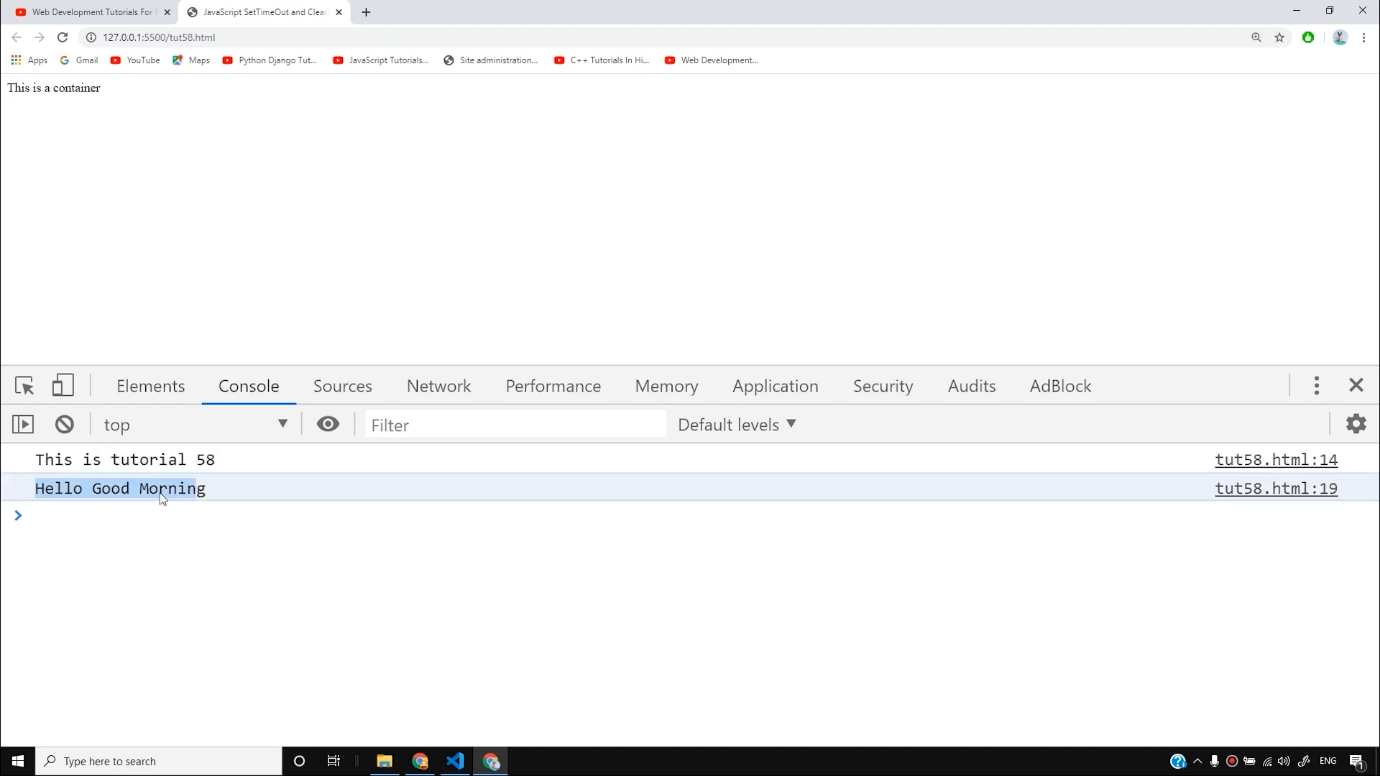 Web Development Tutorials For
JavaScript SetTimeOut and Clear
127.0.0.1:5500/tut58.html
Apps
Gmail
YouTube
Maps
Python Django Tut...
JavaScript Tutorials...
Site administration...
C++ Tutorials In Hi...
Web Development...
This is a container
Elements
Console
Sources
Network
Performance
Memory
Application
Security
Audits
AdBlock
top
Filter
Default levels
This is tutorial 58
tut58.html:14
Hello Good Morning
tut58.html:19
Type here to search
ENG
1